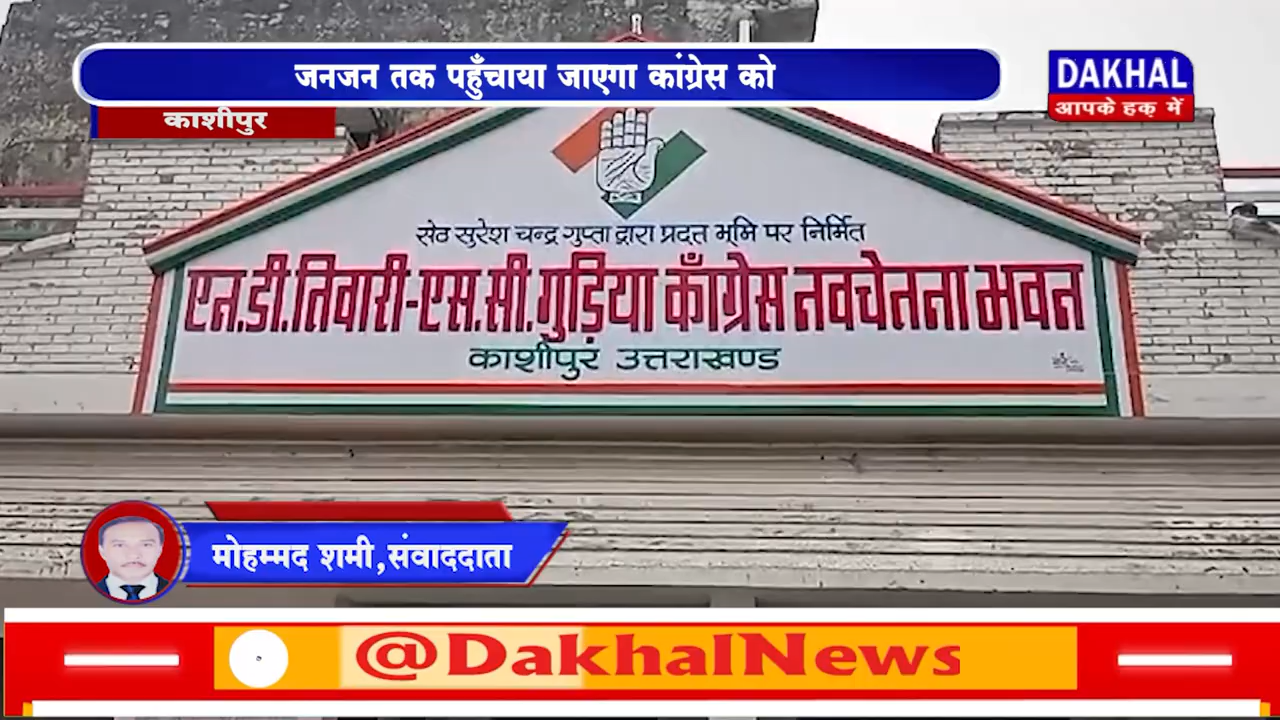 जनजन तक पहुँचाया जाएगा कांग्रेस को
DAKHAL
आपके हक़ में
काशीपुर
सेठ सुरेश चन्द्र गुप्ता द्वारा प्रदत्त भूमि पर निर्मित
एन.डी.तिवारी-एस.सी.गुड़िया काँग्रेस नवचेतना भवन
काशीपुर उत्तराखण्ड
मोहम्मद शमी,संवाददाता
@DakhalNews